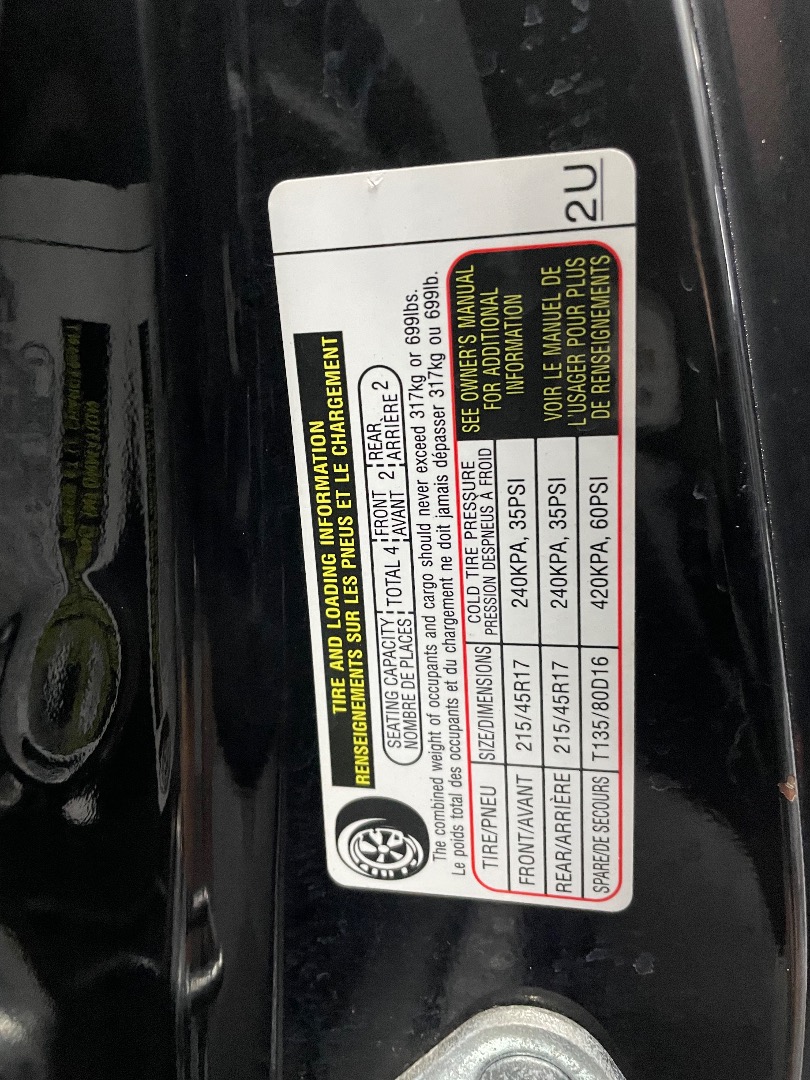 TIRE AND LOADING INFORMATION
RENSEIGNEMENTS SUR LES PNEUS ET LE CHARGEMENT
SEATING CAPACITY TOTAL 4 FRONT 2 REAR 2
NOMBRE DE PLACES AVANT ARRIÈRE
The combined weight of occupants and cargo should never exceed 317kg or 699lbs.
Le poids total des occupants et du chargement ne doit jamais dépasser 317kg ou 699lb.
TIRE/PNEU SIZE/DIMENSIONS COLD TIRE PRESSURE
PRESSION DESPNEUS À FROID
FRONT/AVANT 215/45R17 240KPA, 35PSI
REAR/ARRIÈRE 215/45R17 240KPA, 35PSI
SPARE/DE SECOURS T135/80D16 420KPA, 60PSI
SEE OWNER'S MANUAL
FOR ADDITIONAL
INFORMATION
VOIR LE MANUEL DE
L'USAGER POUR PLUS
DE RENSEIGNEMENTS
2U